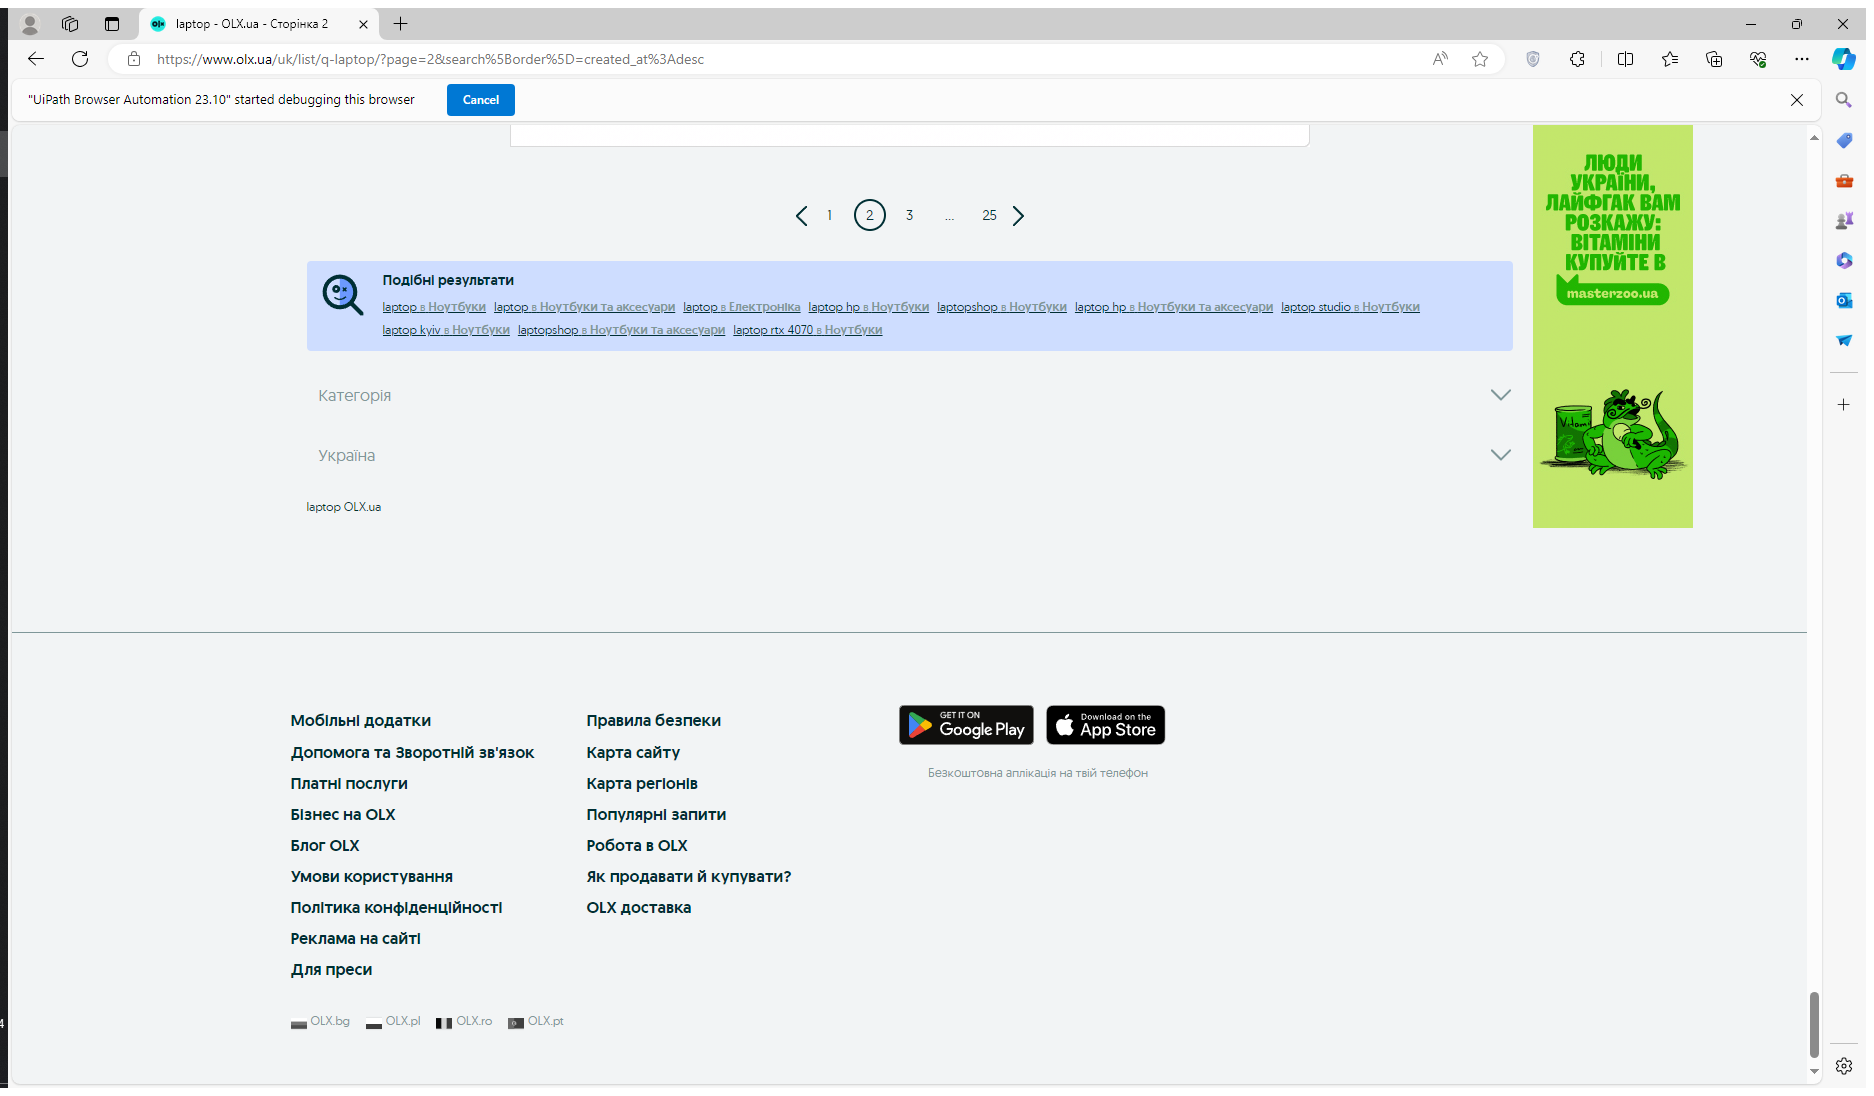 laptop - OLX.ua - Сторінка 2
https://www.olx.ua/uk/list/q-laptop/?page=2&search%5Border%5D=created_at%3Adesc
"UiPath Browser Automation 23.10" started debugging this browser
Cancel
1 2 3 ... 25
Подібні результати
laptop в Ноутбуки laptop в Ноутбуки та аксесуари laptop в Електроніка laptop hp в Ноутбуки laptopshop в Ноутбуки laptop hp в Ноутбуки та аксесуари laptop studio в Ноутбуки
laptop kyiv в Ноутбуки laptopshop в Ноутбуки та аксесуари laptop rtx 4070 в Ноутбуки
Категорія
Україна
laptop OLX.ua
ЛЮДИ
УКРАЇНИ,
ЛАЙФГАК ВАМ
РОЗКАЖУ:
ВІТАМІНИ
КУПУЙТЕ В
masterzoo.ua
Мобільні додатки
Допомога та Зворотній зв'язок
Платні послуги
Бізнес на OLX
Блог OLX
Умови користування
Політика конфіденційності
Реклама на сайті
Для преси
Правила безпеки
Карта сайту
Карта регіонів
Популярні запити
Робота в OLX
Як продавати й купувати?
OLX доставка
GET IT ON
Google Play
Download on the
App Store
Безкоштовна аплікація на твій телефон
OLX.bg OLX.pl OLX.ro OLX.pt